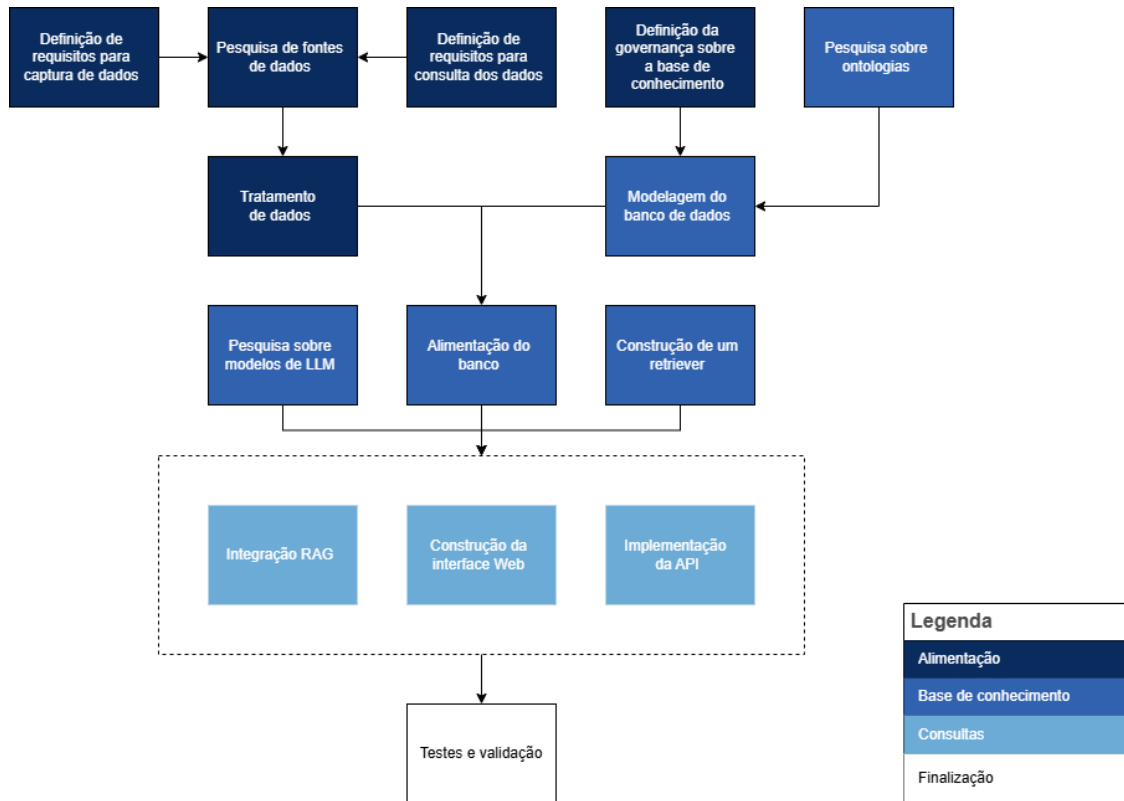 Definição de
requisitos para
captura de dados
Pesquisa de fontes
de dados
Definição de
requisitos para
consulta dos dados
Definição da
governança sobre
a base de
conhecimento
Pesquisa sobre
ontologias
Tratamento
de dados
Modelagem do
banco de dados
Pesquisa sobre
modelos de LLM
Alimentação do
banco
Construção de um
retriever
Integração RAG
Construção da
interface Web
Implementação
da API
Testes e validação
Legenda
Alimentação
Base de conhecimento
Consultas
Finalização